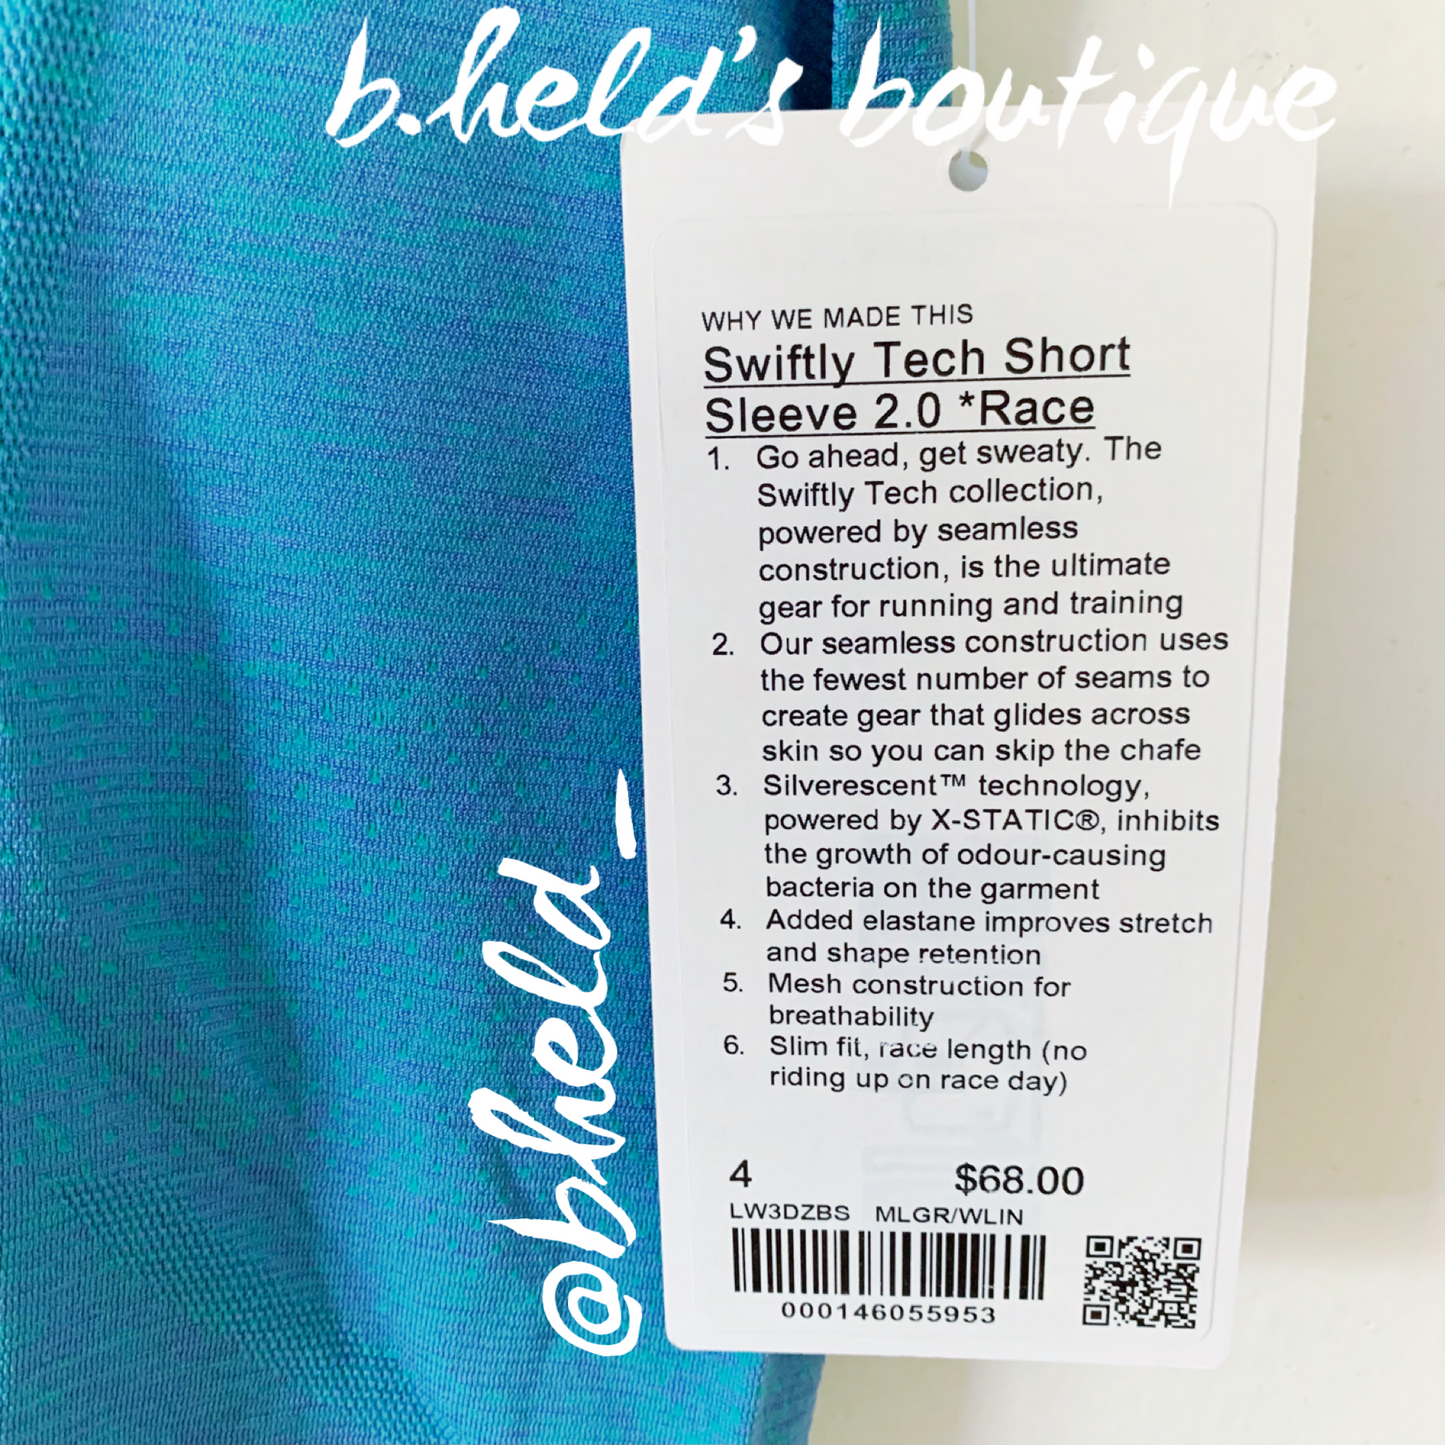 b.held's boutique
WHY WE MADE THIS
Swiftly Tech Short
Sleeve 2.0 *Race
1. Go ahead, get sweaty. The
Swiftly Tech collection,
powered by seamless
construction, is the ultimate
gear for running and training
2. Our seamless construction uses
the fewest number of seams to
create gear that glides across
skin so you can skip the chafe
3. Silverescent™ technology,
powered by X-STATIC®, inhibits
the growth of odour-causing
bacteria on the garment
4. Added elastane improves stretch
and shape retention
5. Mesh construction for
breathability
6. Slim fit, race length (no
riding up on race day)
4 $68.00
LW3DZBS MLGR/WLIN
000146055953
@bheld_